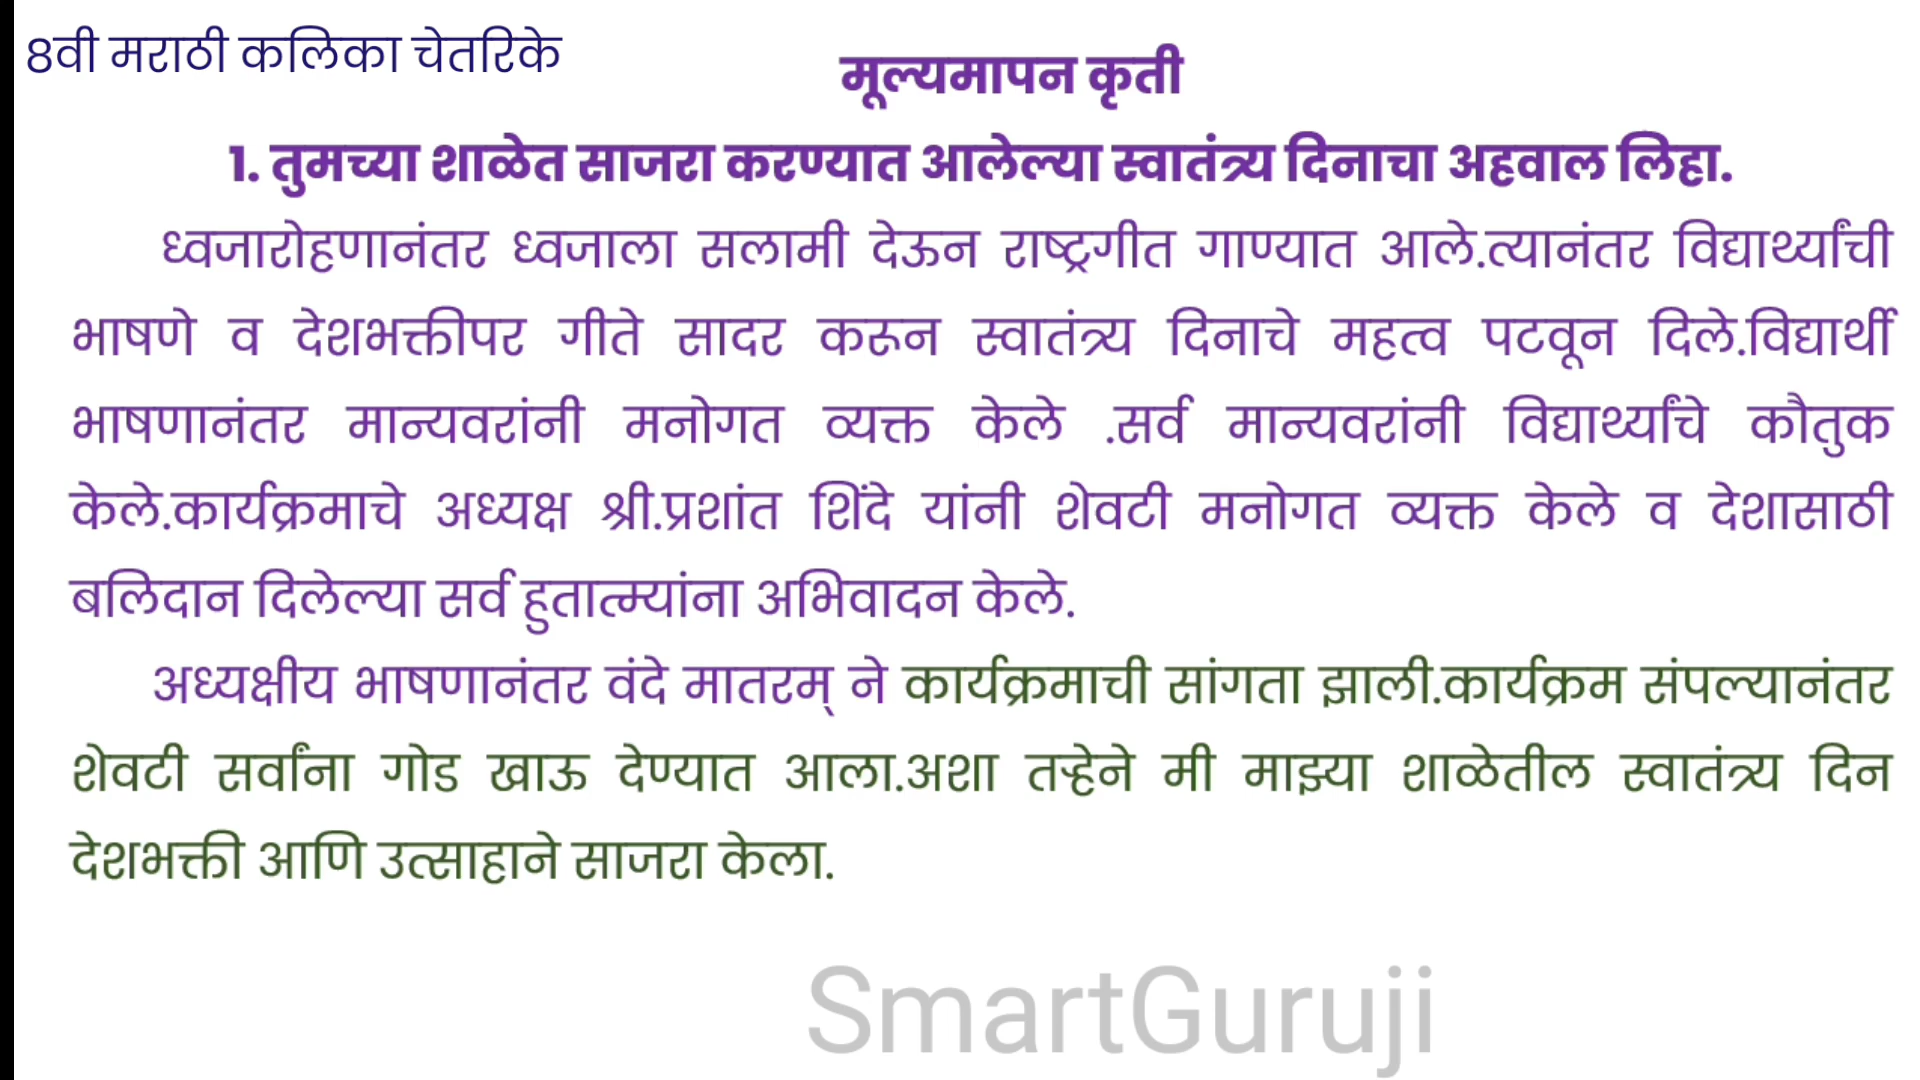 8वी मराठी कलिका चेतरिके
मूल्यमापन कृती
1. तुमच्या शाळेत साजरा करण्यात आलेल्या स्वातंत्र्य दिनाचा अहवाल लिहा.
ध्वजारोहणानंतर ध्वजाला सलामी देऊन राष्ट्रगीत गाण्यात आले.त्यानंतर विद्यार्थ्यांची
भाषणे व देशभक्तीपर गीते सादर करून स्वातंत्र्य दिनाचे महत्व पटवून दिले.विद्यार्थी
भाषणानंतर मान्यवरांनी मनोगत व्यक्त केले .सर्व मान्यवरांनी विद्यार्थ्यांचे कौतुक
केले.कार्यक्रमाचे अध्यक्ष श्री.प्रशांत शिंदे यांनी शेवटी मनोगत व्यक्त केले व देशासाठी
बलिदान दिलेल्या सर्व हुतात्म्यांना अभिवादन केले.
अध्यक्षीय भाषणानंतर वंदे मातरम् ने कार्यक्रमाची सांगता झाली.कार्यक्रम संपल्यानंतर
शेवटी सर्वांना गोड खाऊ देण्यात आला.अशा तऱ्हेने मी माझ्या शाळेतील स्वातंत्र्य दिन
देशभक्ती आणि उत्साहाने साजरा केला.
SmartGuruji